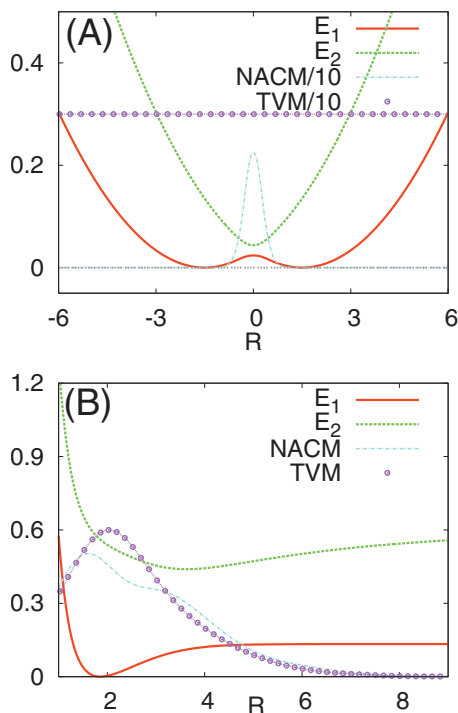 (A)
E₁
E₂
NACM/10
TVM/10
0.4
0.2
0
-6 -3 0 3 6
R
(B)
E₁
E₂
NACM
TVM
1.2
0.9
0.6
0.3
0
2 4 6 8
R